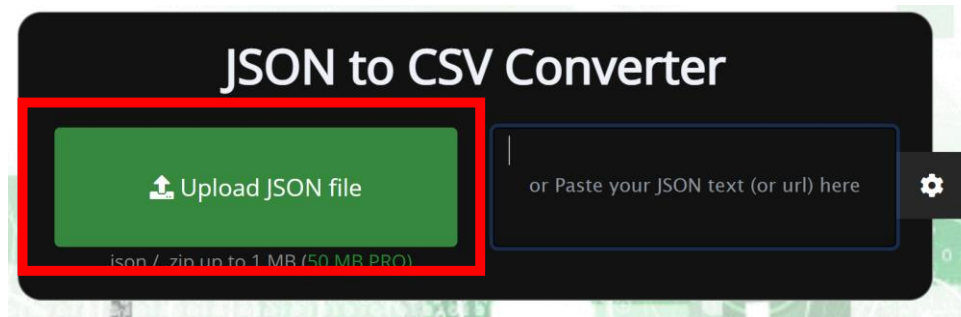 JSON to CSV Converter
Upload JSON file
or Paste your JSON text (or url) here
json / .zip up to 1 MB (50 MB PRO)